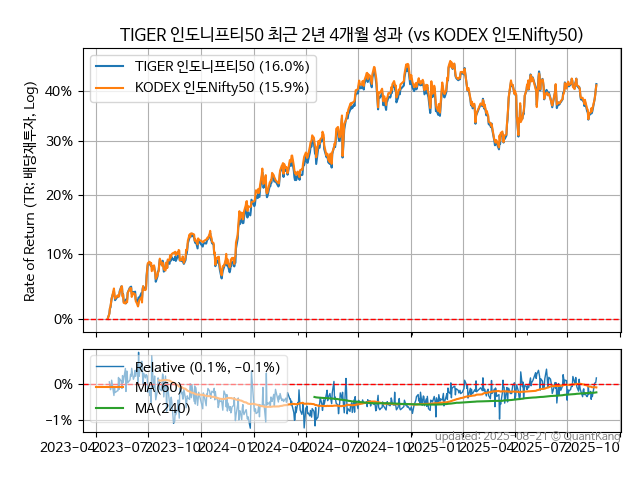 TIGER 인도니프티50 최근 2년 4개월 성과 (vs KODEX 인도Nifty50)
Rate of Return (TR: 배당재투자, Log)
TIGER 인도니프티50 (16.0%)
KODEX 인도Nifty50 (15.9%)
40%
30%
20%
10%
0%
Relative (0.1%, -0.1%)
MA(60)
MA(240)
0%
−1%
updated: 2025-08-21 © QuantKang
2023-04 2023-07 2023-10 2024-01 2024-04 2024-07 2024-10 2025-01 2025-04 2025-07 2025-10